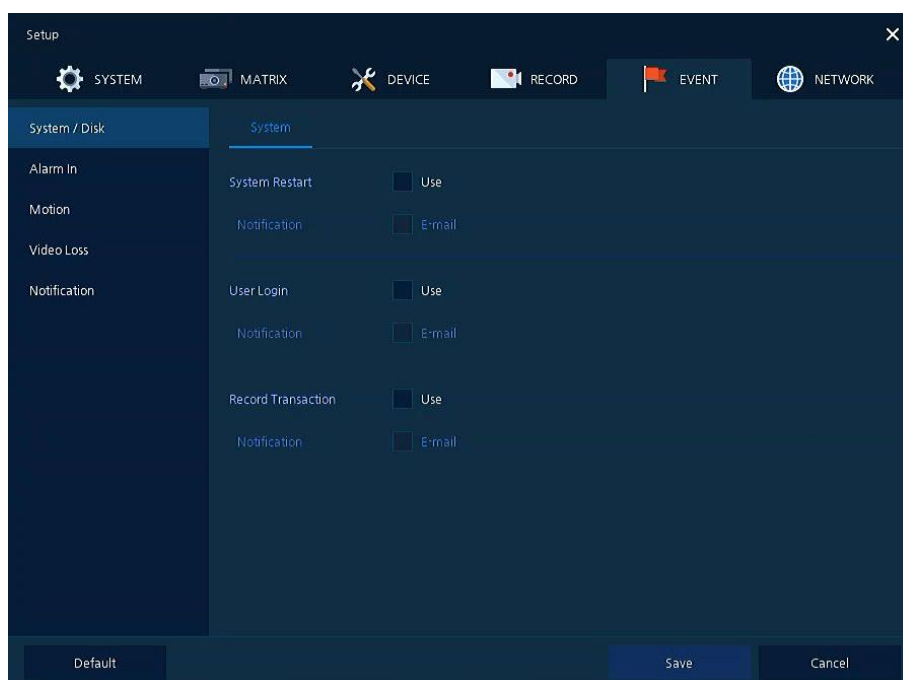 Setup
SYSTEM MATRIX DEVICE RECORD EVENT NETWORK
System / Disk
Alarm In
Motion
Video Loss
Notification
System
System Restart Use
Notification E-mail
User Login Use
Notification E-mail
Record Transaction Use
Notification E-mail
Default Save Cancel